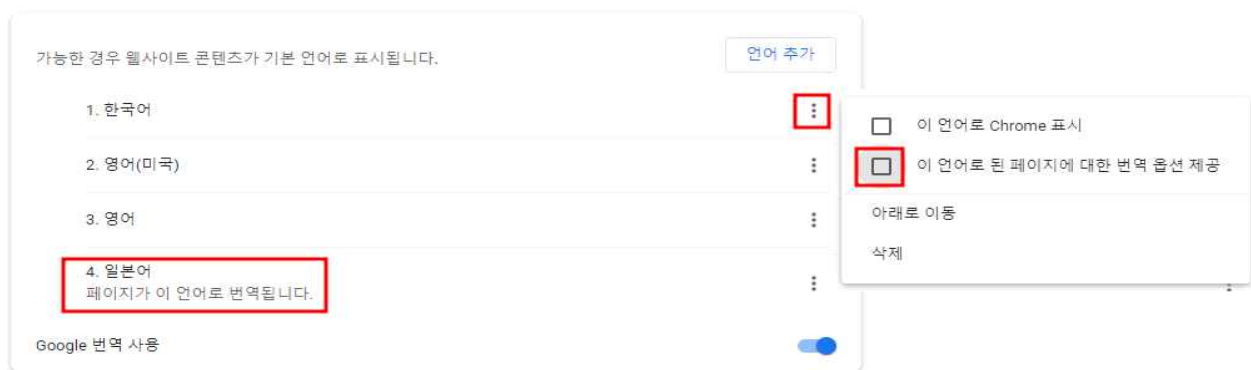 가능한 경우 웹사이트 콘텐츠가 기본 언어로 표시됩니다.
언어 추가
1. 한국어
2. 영어(미국)
3. 영어
4. 일본어
페이지가 이 언어로 번역됩니다.
Google 번역 사용
이 언어로 Chrome 표시
이 언어로 된 페이지에 대한 번역 옵션 제공
아래로 이동
삭제